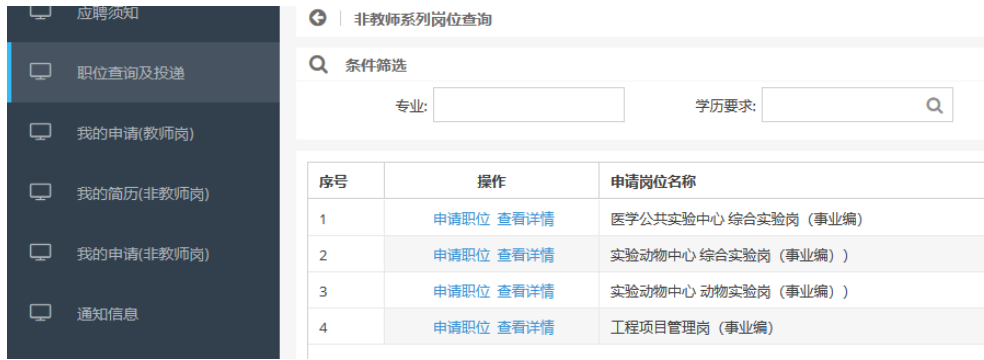 应聘须知
职位查询及投递
我的申请(教师岗)
我的简历(非教师岗)
我的申请(非教师岗)
通知信息
非教师系列岗位查询
条件筛选
专业: 学历要求:
序号 操作 申请岗位名称
1 申请职位 查看详情 医学公共实验中心 综合实验岗（事业编）
2 申请职位 查看详情 实验动物中心 综合实验岗（事业编））
3 申请职位 查看详情 实验动物中心 动物实验岗（事业编））
4 申请职位 查看详情 工程项目管理岗（事业编）